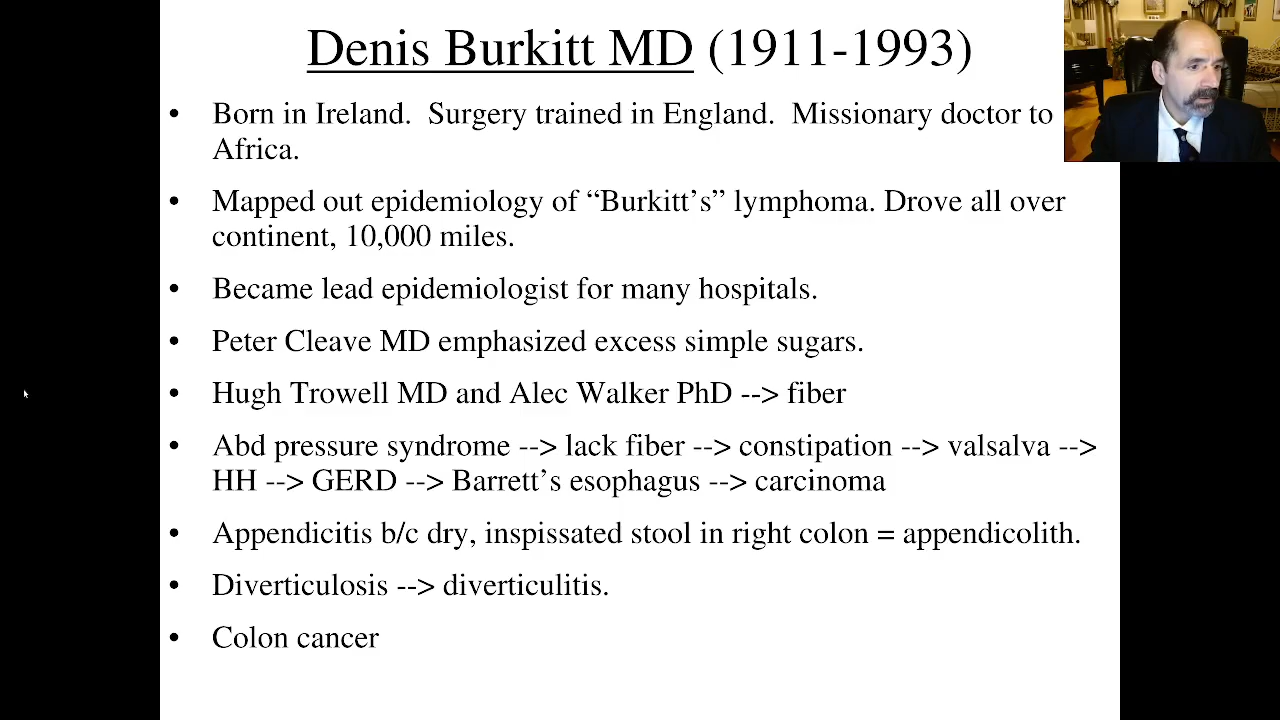 Denis Burkitt MD (1911-1993)
• Born in Ireland.  Surgery trained in England.  Missionary doctor to
Africa.
• Mapped out epidemiology of “Burkitt’s” lymphoma. Drove all over
continent, 10,000 miles.
• Became lead epidemiologist for many hospitals.
• Peter Cleave MD emphasized excess simple sugars.
• Hugh Trowell MD and Alec Walker PhD --> fiber
• Abd pressure syndrome --> lack fiber --> constipation --> valsalva -->
HH --> GERD --> Barrett’s esophagus --> carcinoma
• Appendicitis b/c dry, inspissated stool in right colon = appendicolith.
• Diverticulosis --> diverticulitis.
• Colon cancer